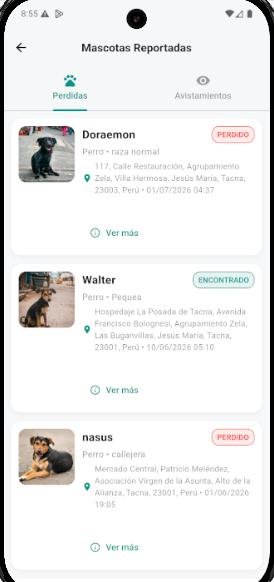 8:55
Mascotas Reportadas
Perdidas
Avistamientos
Doraemon
PERDIDO
Perro • raza normal
117, Calle Restauración, Agrupamiento
Zela, Villa Hermosa, Jesús María, Tacna,
23003, Perú • 01/07/2026 04:37
Ver más
Walter
ENCONTRADO
Perro • Pequea
Hospedaje La Posada de Tacna, Avenida
Francisco Bolognesi, Agrupamiento Zela,
Las Buganvillas, Jesús María, Tacna,
23001, Perú • 10/06/2026 05:10
Ver más
nasus
PERDIDO
Perro • callejera
Mercado Central, Patricio Meléndez,
Asociación Virgen de la Asunta, Alto de la
Alianza, Tacna, 23001, Perú • 01/06/2026
19:05
Ver más